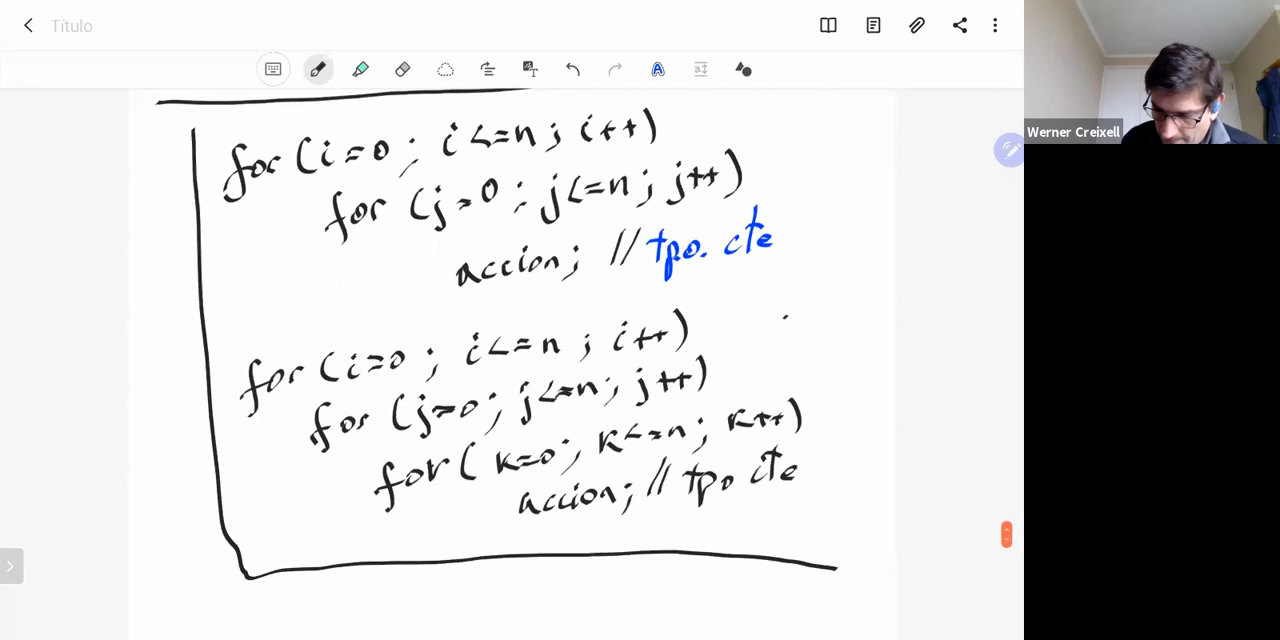 Título
Werner Creixell
for (i=0; i<=n; i++)
for (j=0; j<=n; j++)
accion; // tpo. cte
for (i=0; i<=n; i++)
for (j=0; j<=n; j++)
for (k=0; k<=n; k++)
accion; // tpo cte